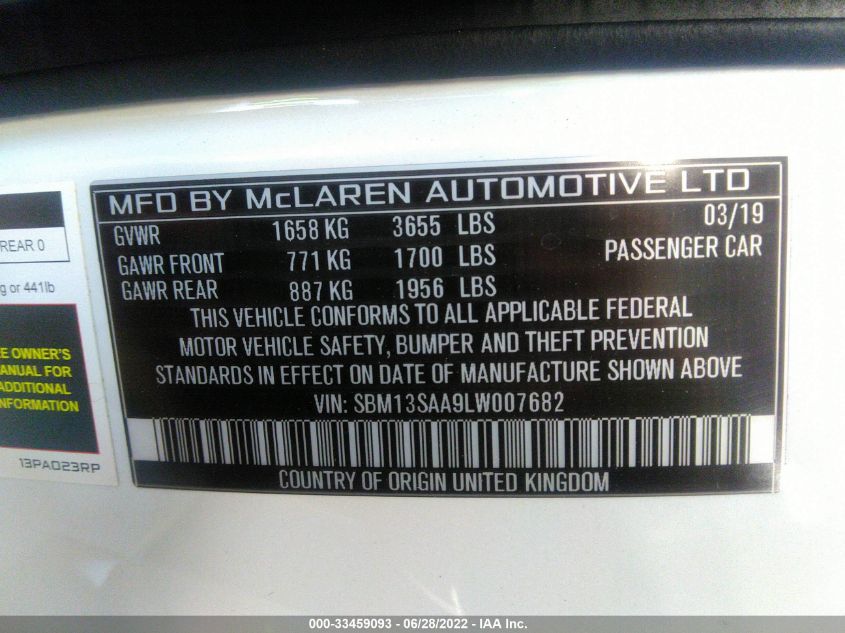 MFD BY McLAREN AUTOMOTIVE LTD
GVWR 1658 KG 3655 LBS 03/19
GAWR FRONT 771 KG 1700 LBS PASSENGER CAR
GAWR REAR 887 KG 1956 LBS
THIS VEHICLE CONFORMS TO ALL APPLICABLE FEDERAL
MOTOR VEHICLE SAFETY, BUMPER AND THEFT PREVENTION
STANDARDS IN EFFECT ON DATE OF MANUFACTURE SHOWN ABOVE
VIN: SBM13SAA9LW007682
COUNTRY OF ORIGIN UNITED KINGDOM
REAR 0
g or 441lb
E OWNER'S
ANUAL FOR
ADDITIONAL
FORMATION
13PA023RP
000-33459093 - 06/28/2022 - IAA Inc.